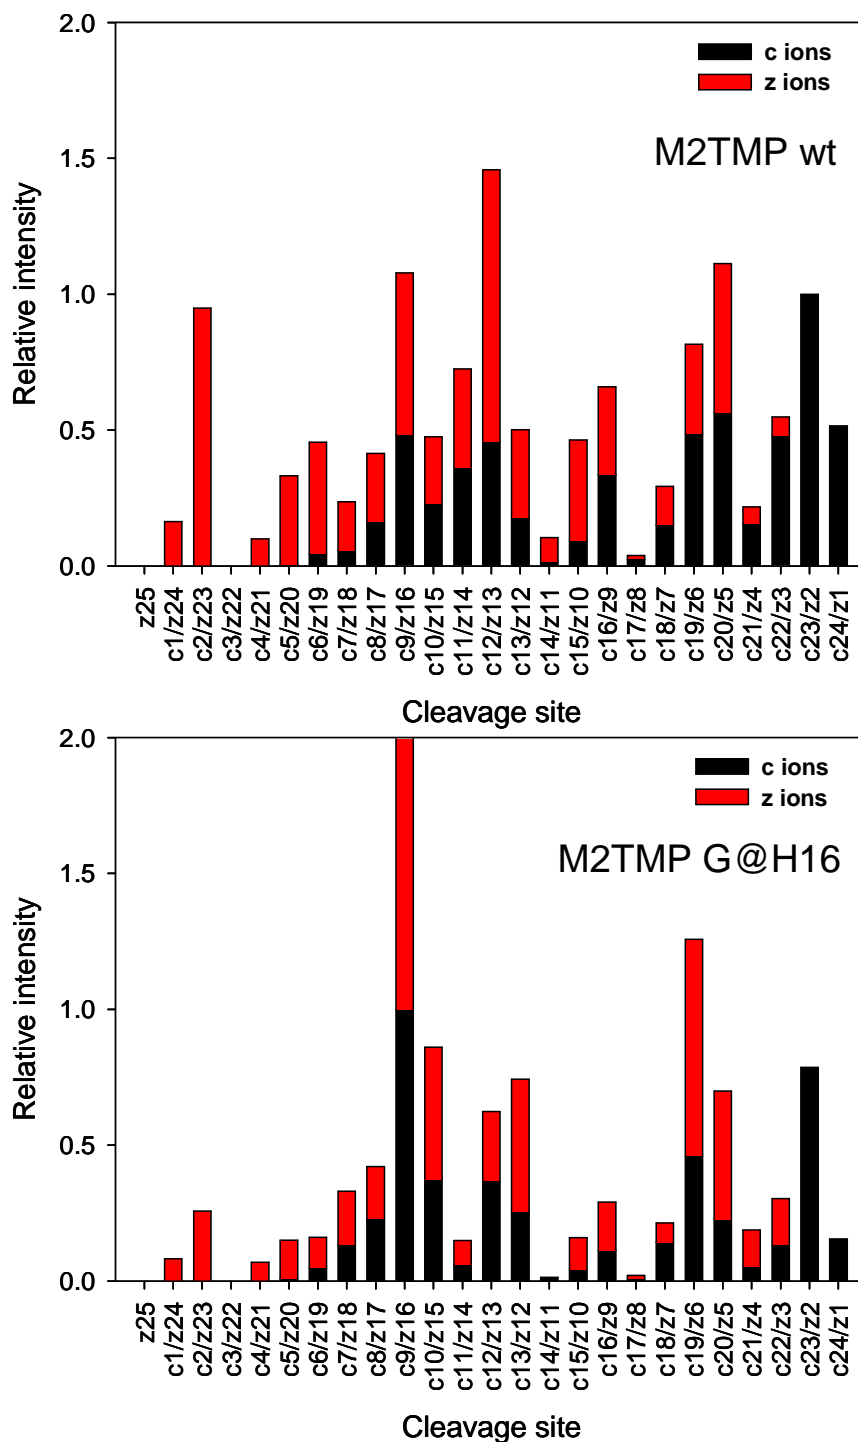 2.0
c ions
z ions
M2TMP wt
1.5
1.0
0.5
0.0
Relative intensity
z25
c1/z24
c2/z23
c3/z22
c4/z21
c5/z20
c6/z19
c7/z18
c8/z17
c9/z16
c10/z15
c11/z14
c12/z13
c13/z12
c14/z11
c15/z10
c16/z9
c17/z8
c18/z7
c19/z6
c20/z5
c21/z4
c22/z3
c23/z2
c24/z1
Cleavage site
2.0
c ions
z ions
M2TMP G@H16
1.5
1.0
0.5
0.0
Relative intensity
z25
c1/z24
c2/z23
c3/z22
c4/z21
c5/z20
c6/z19
c7/z18
c8/z17
c9/z16
c10/z15
c11/z14
c12/z13
c13/z12
c14/z11
c15/z10
c16/z9
c17/z8
c18/z7
c19/z6
c20/z5
c21/z4
c22/z3
c23/z2
c24/z1
Cleavage site